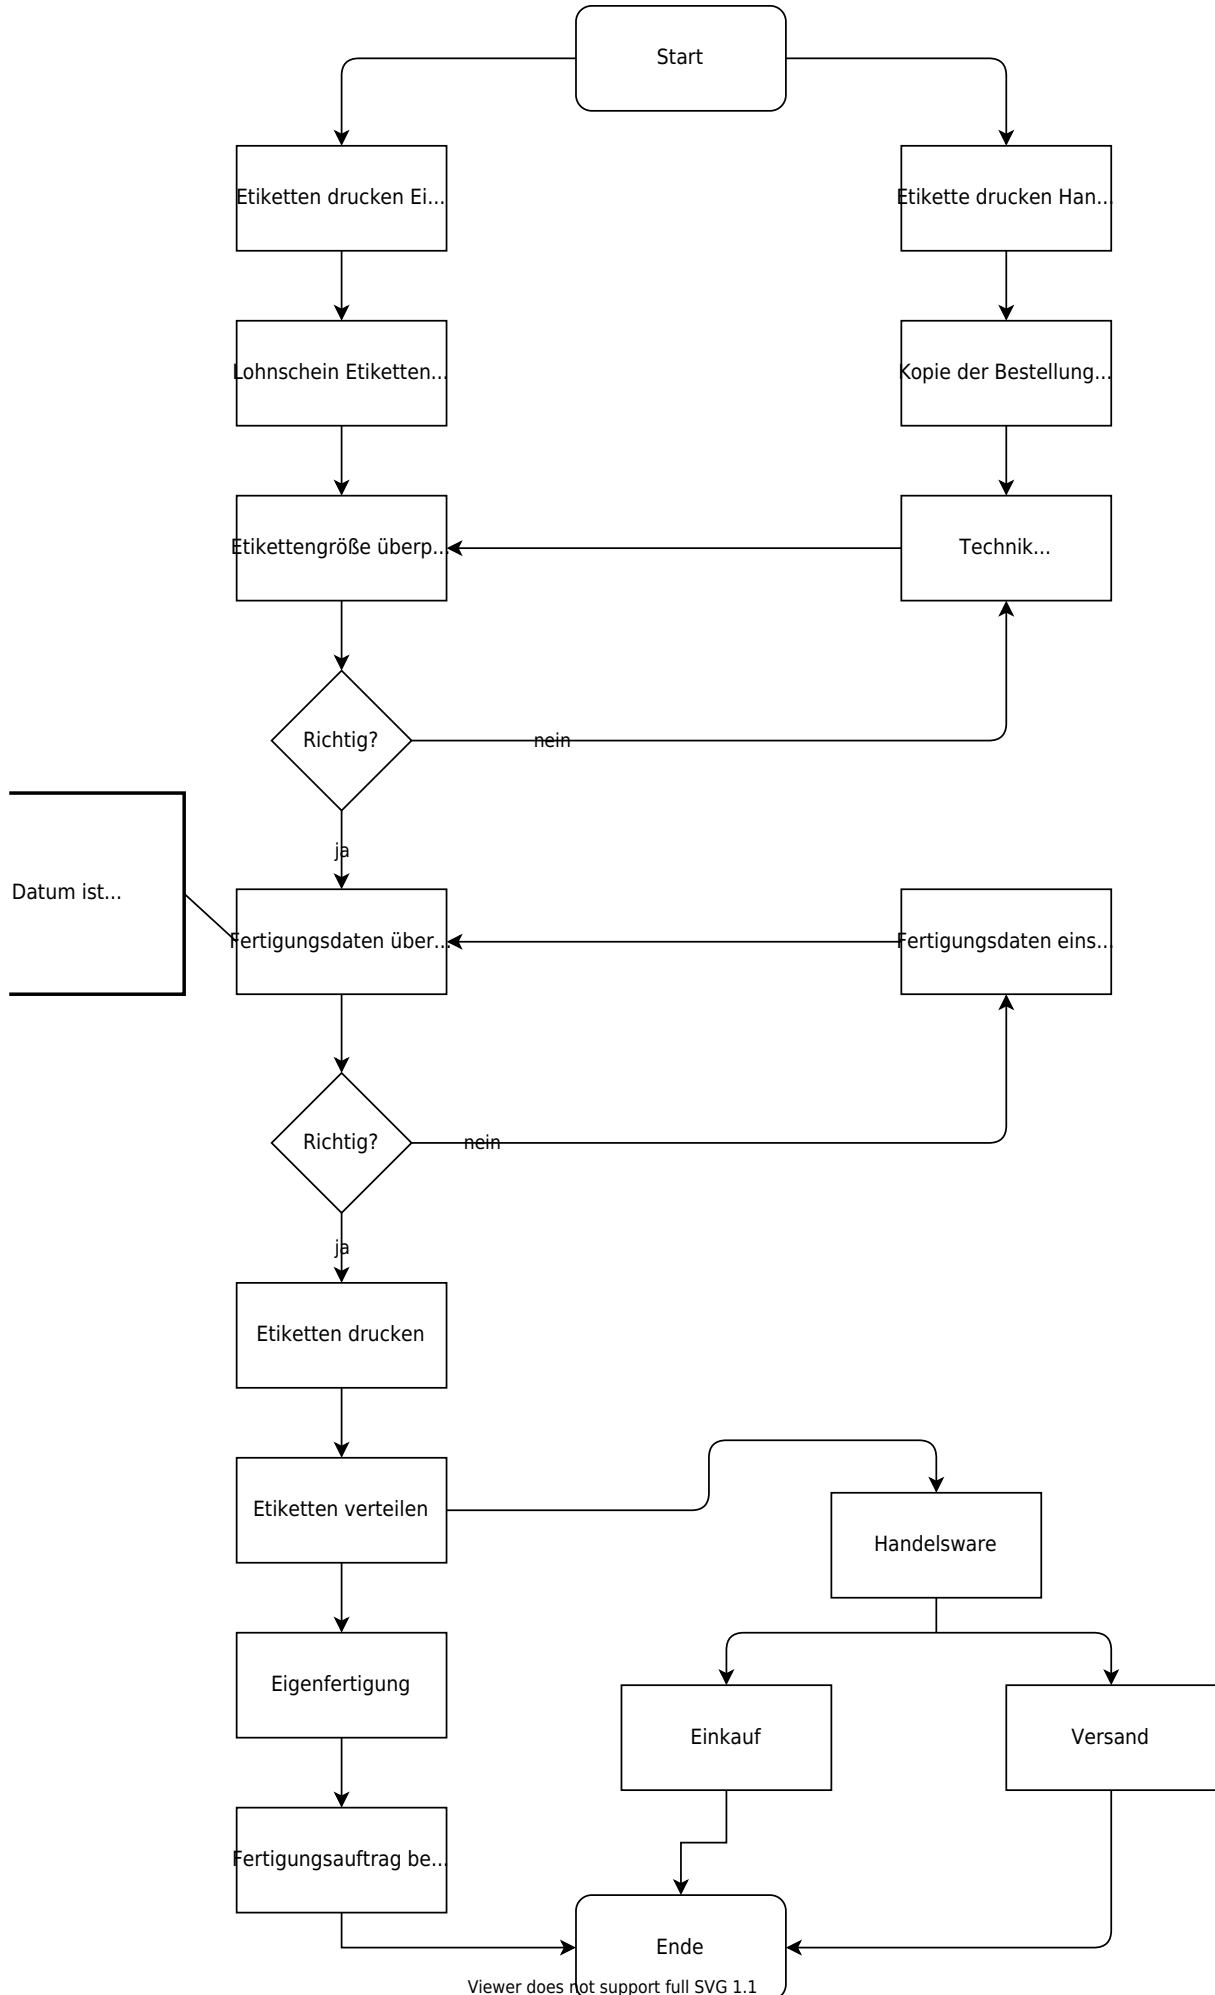 Start
Etiketten drucken Ei...
Etikette drucken Han...
Lohnschein Etiketten...
Kopie der Bestellung...
Etikettengröße überp...
Technik...
Richtig?
nein
ja
Datum ist...
Fertigungsdaten über...
Fertigungsdaten eins...
Richtig?
nein
ja
Etiketten drucken
Etiketten verteilen
Handelsware
Eigenfertigung
Einkauf
Versand
Fertigungsauftrag be...
Ende
Viewer does not support full SVG 1.1